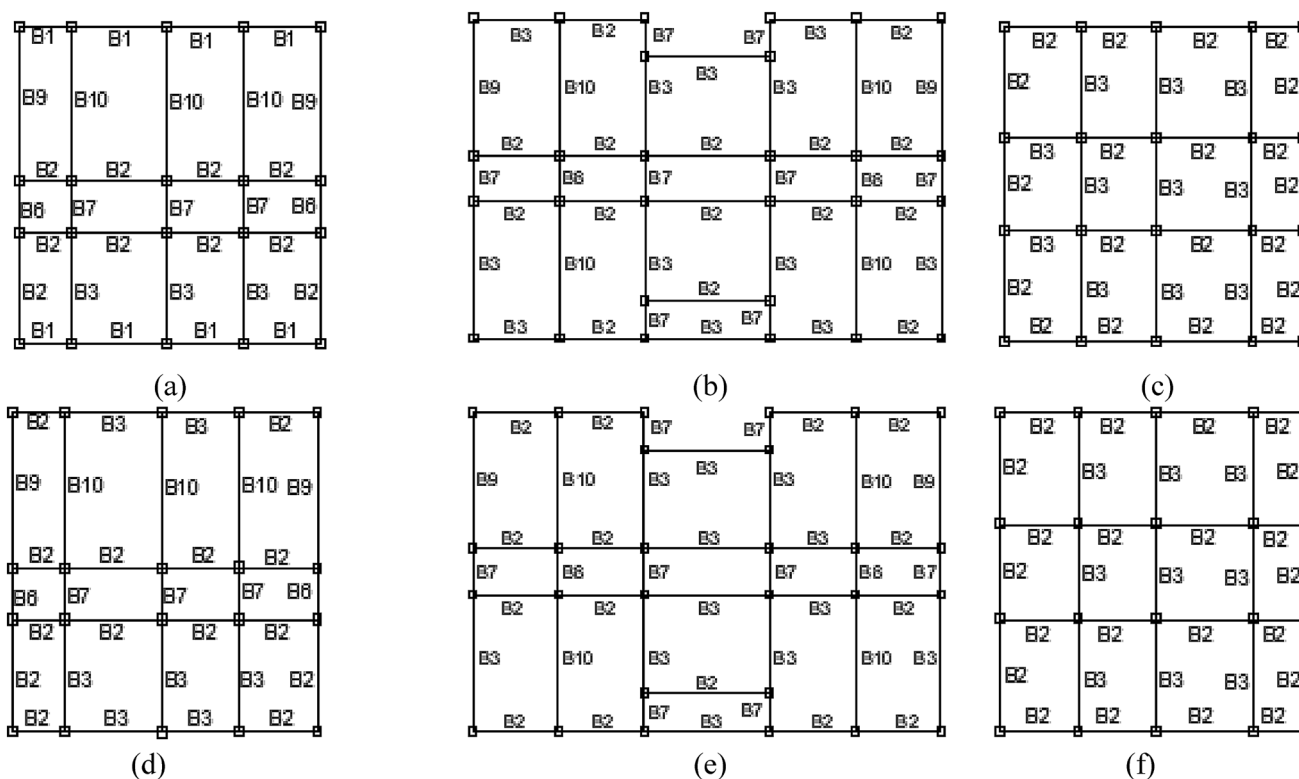 B1 B1 B1 B1
B9 B10 B10 B10 B9
B2 B2 B2 B2
B6 B7 B7 B7 B6
B2 B2 B2 B2
B2 B3 B3 B3 B2
B1 B1 B1 B1
(a)
B3 B2 B7 B7 B3 B2
B3
B9 B10 B3 B3 B10 B9
B2 B2 B2 B2 B2
B7 B6 B7 B7 B6 B7
B2 B2 B2 B2 B2
B3 B10 B3 B3 B10 B3
B2
B7 B7
B3 B2 B3 B3 B2
(b)
B2 B2 B2 B2
B2 B3 B3 B3 B2
B3 B2 B2 B2
B2 B3 B3 B3 B2
B3 B2 B2 B2
B2 B3 B3 B3 B2
B2 B2 B2 B2
(c)
B2 B3 B3 B2
B9 B10 B10 B10 B9
B2 B2 B2 B2
B6 B7 B7 B7 B6
B2 B2 B2 B2
B2 B3 B3 B3 B2
B2 B3 B3 B2
(d)
B2 B2 B7 B7 B2 B2
B3
B9 B10 B3 B3 B10 B9
B2 B2 B3 B2 B2
B7 B6 B7 B7 B6 B7
B2 B2 B3 B3 B2
B3 B10 B3 B3 B10 B3
B2
B7 B7
B2 B2 B3 B2 B2
(e)
B2 B2 B2 B2
B2 B3 B3 B3 B2
B2 B2 B2 B2
B2 B3 B3 B3 B2
B2 B2 B2 B2
B2 B3 B3 B3 B2
B2 B2 B2 B2
(f)